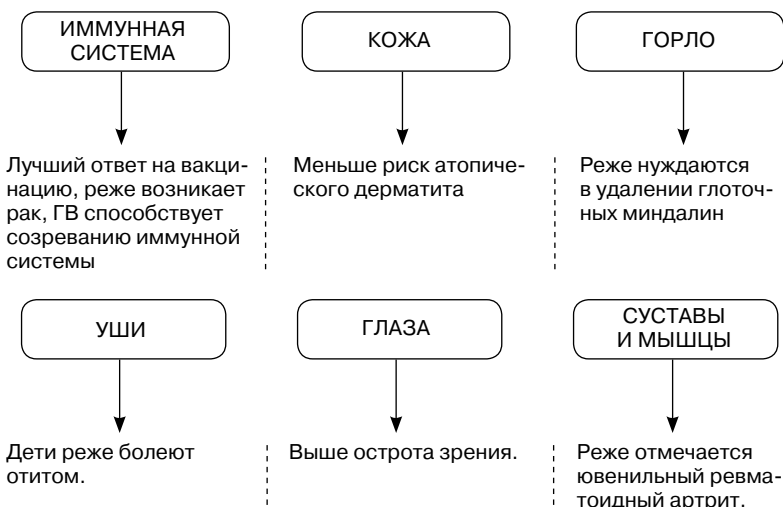 ИММУННАЯ
СИСТЕМА
КОЖА
ГОРЛО
Лучший ответ на вакци-
нацию, реже возникает
рак, ГВ способствует
созреванию иммунной
системы
Меньше риск атопиче-
ского дерматита
Реже нуждаются
в удалении глоточ-
ных миндалин
УШИ
ГЛАЗА
СУСТАВЫ
И МЫШЦЫ
Дети реже болеют
отитом.
Выше острота зрения.
Реже отмечается
ювенильный ревма-
тоидный артрит.